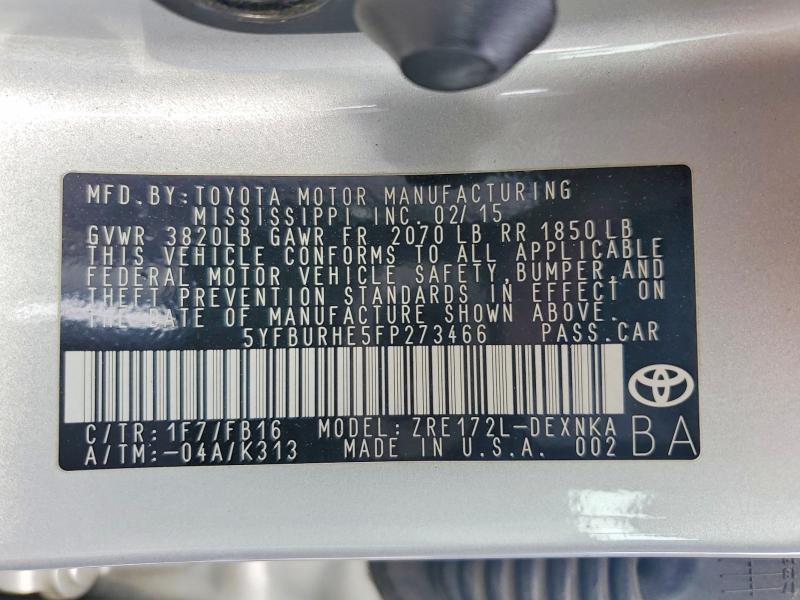 MFD. BY: TOYOTA MOTOR MANUFACTURING
MISSISSIPPI INC. 02/15
GVWR 3820LB GAWR FR 2070 LB RR 1850 LB
THIS VEHICLE CONFORMS TO ALL APPLICABLE
FEDERAL MOTOR VEHICLE SAFETY, BUMPER, AND
THEFT PREVENTION STANDARDS IN EFFECT ON
THE DATE OF MANUFACTURE SHOWN ABOVE.
5YFBURHE5FP273466 PASS. CAR
C/TR: 1F7/FB16 MODEL: ZRE172L-DEXNKA
A/TM: -04A/K313 MADE IN U.S.A. 002
BA